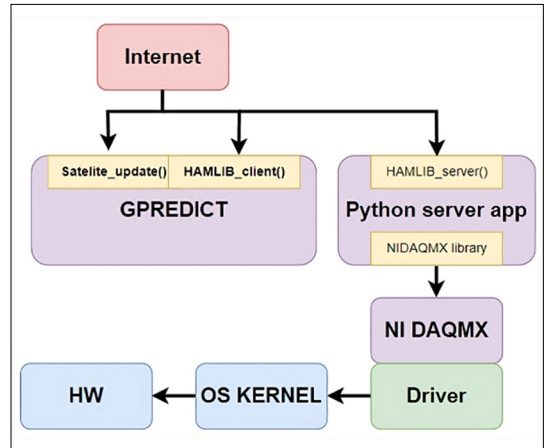 Internet
Satelite_update()
HAMLIB_client()
GPREDICT
HAMLIB_server()
Python server app
NIDAQMX library
NI DAQMX
HW
OS KERNEL
Driver